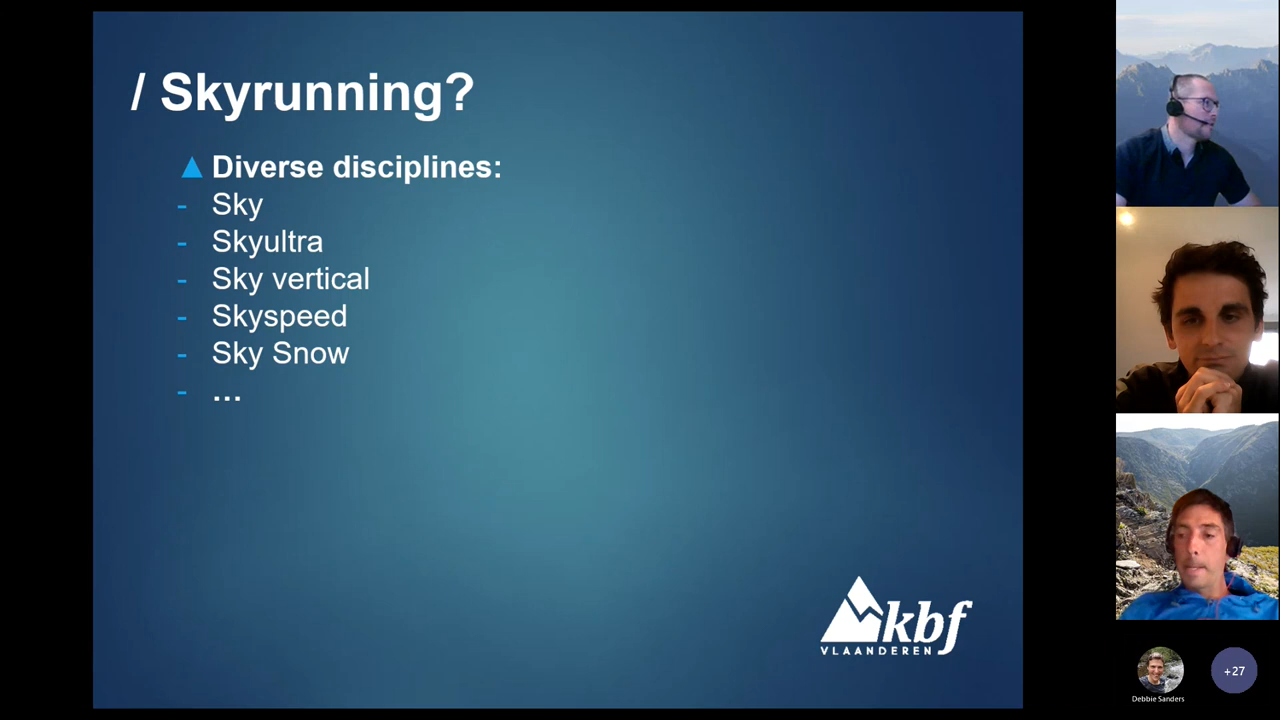 / Skyrunning?
▲ Diverse disciplines:
- Sky
- Skyultra
- Sky vertical
- Skyspeed
- Sky Snow
- ...
kbf
VLAANDEREN
+27
Debbie Sanders